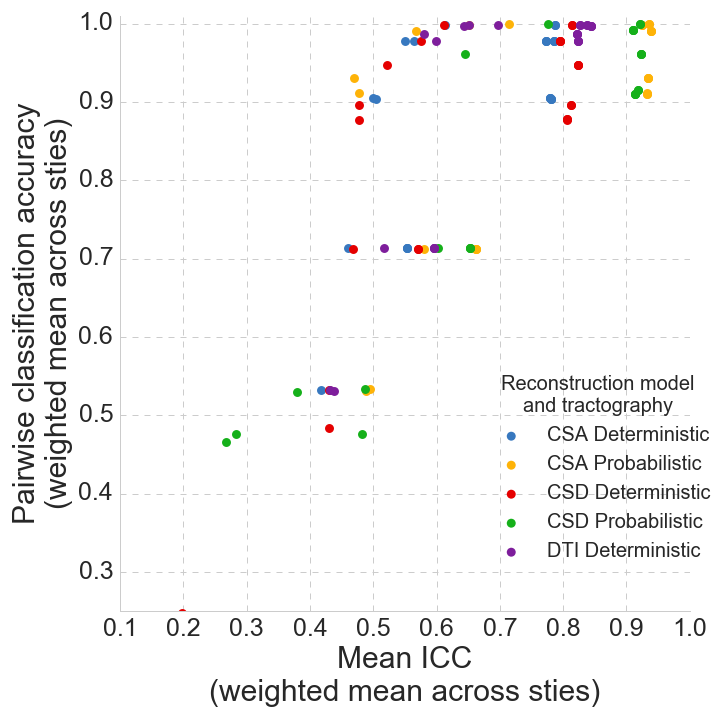 Pairwise classification accuracy
(weighted mean across sties)
1.0
0.9
0.8
0.7
0.6
0.5
0.4
0.3
Reconstruction model
and tractography
CSA Deterministic
CSA Probabilistic
CSD Deterministic
CSD Probabilistic
DTI Deterministic
0.1 0.2 0.3 0.4 0.5 0.6 0.7 0.8 0.9 1.0
Mean ICC
(weighted mean across sties)